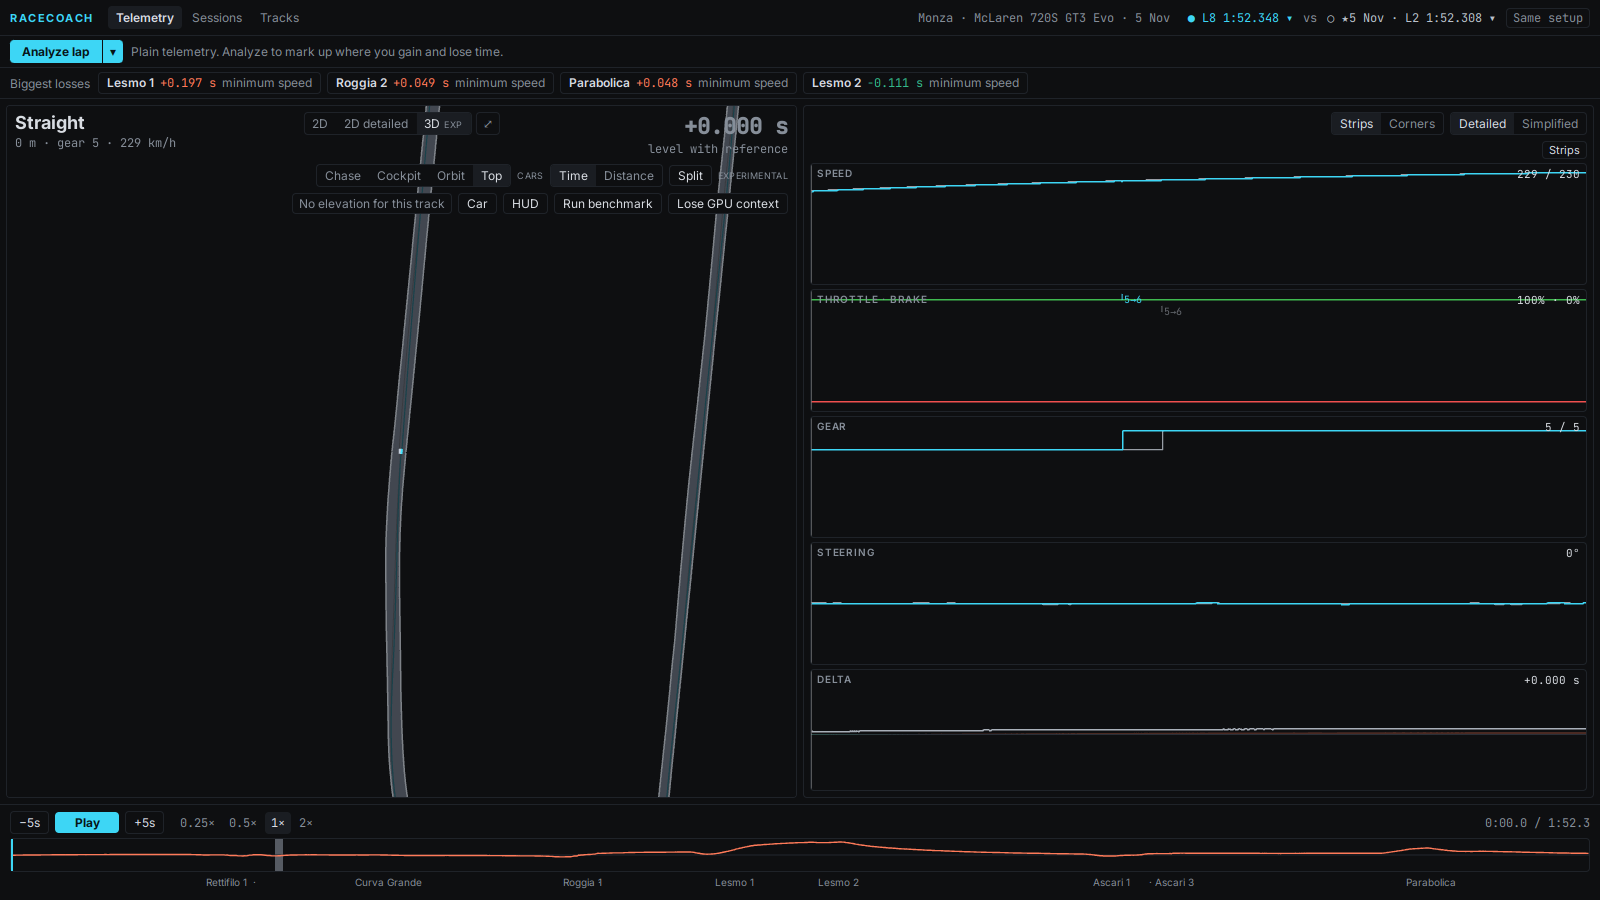 RACECOACH Telemetry Sessions Tracks Monza · McLaren 720S GT3 Evo · 5 Nov ● L8 1:52.348 ▾ vs ○ ★5 Nov · L2 1:52.308 ▾ Same setup
Analyze lap ▾ Plain telemetry. Analyze to mark up where you gain and lose time.
Biggest losses Lesmo 1 +0.197 s minimum speed Roggia 2 +0.049 s minimum speed Parabolica +0.048 s minimum speed Lesmo 2 -0.111 s minimum speed
Straight
0 m · gear 5 · 229 km/h
2D 2D detailed 3D EXP ⤢
+0.000 s
level with reference
Chase Cockpit Orbit Top CARS Time Distance Split EXPERIMENTAL
No elevation for this track Car HUD Run benchmark Lose GPU context
Strips Corners Detailed Simplified
Strips
SPEED 229 / 230
THROTTLE · BRAKE 5→6 100% · 0%
5→6
GEAR 5 / 5
STEERING 0°
DELTA +0.000 s
−5s Play +5s 0.25× 0.5× 1× 2× 0:00.0 / 1:52.3
Rettifilo 1 · Curva Grande Roggia 1 Lesmo 1 Lesmo 2 Ascari 1 · Ascari 3 Parabolica